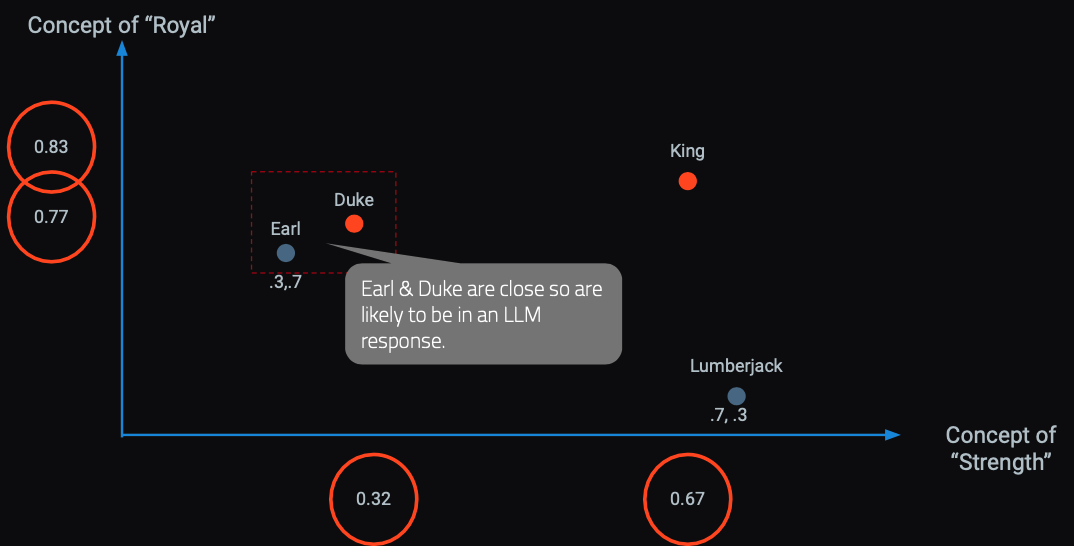 Concept of “Royal”
0.83
King
Duke
0.77
Earl
.3,.7
Earl & Duke are close so are
likely to be in an LLM
response.
Lumberjack
.7, .3
Concept of
“Strength”
0.32
0.67